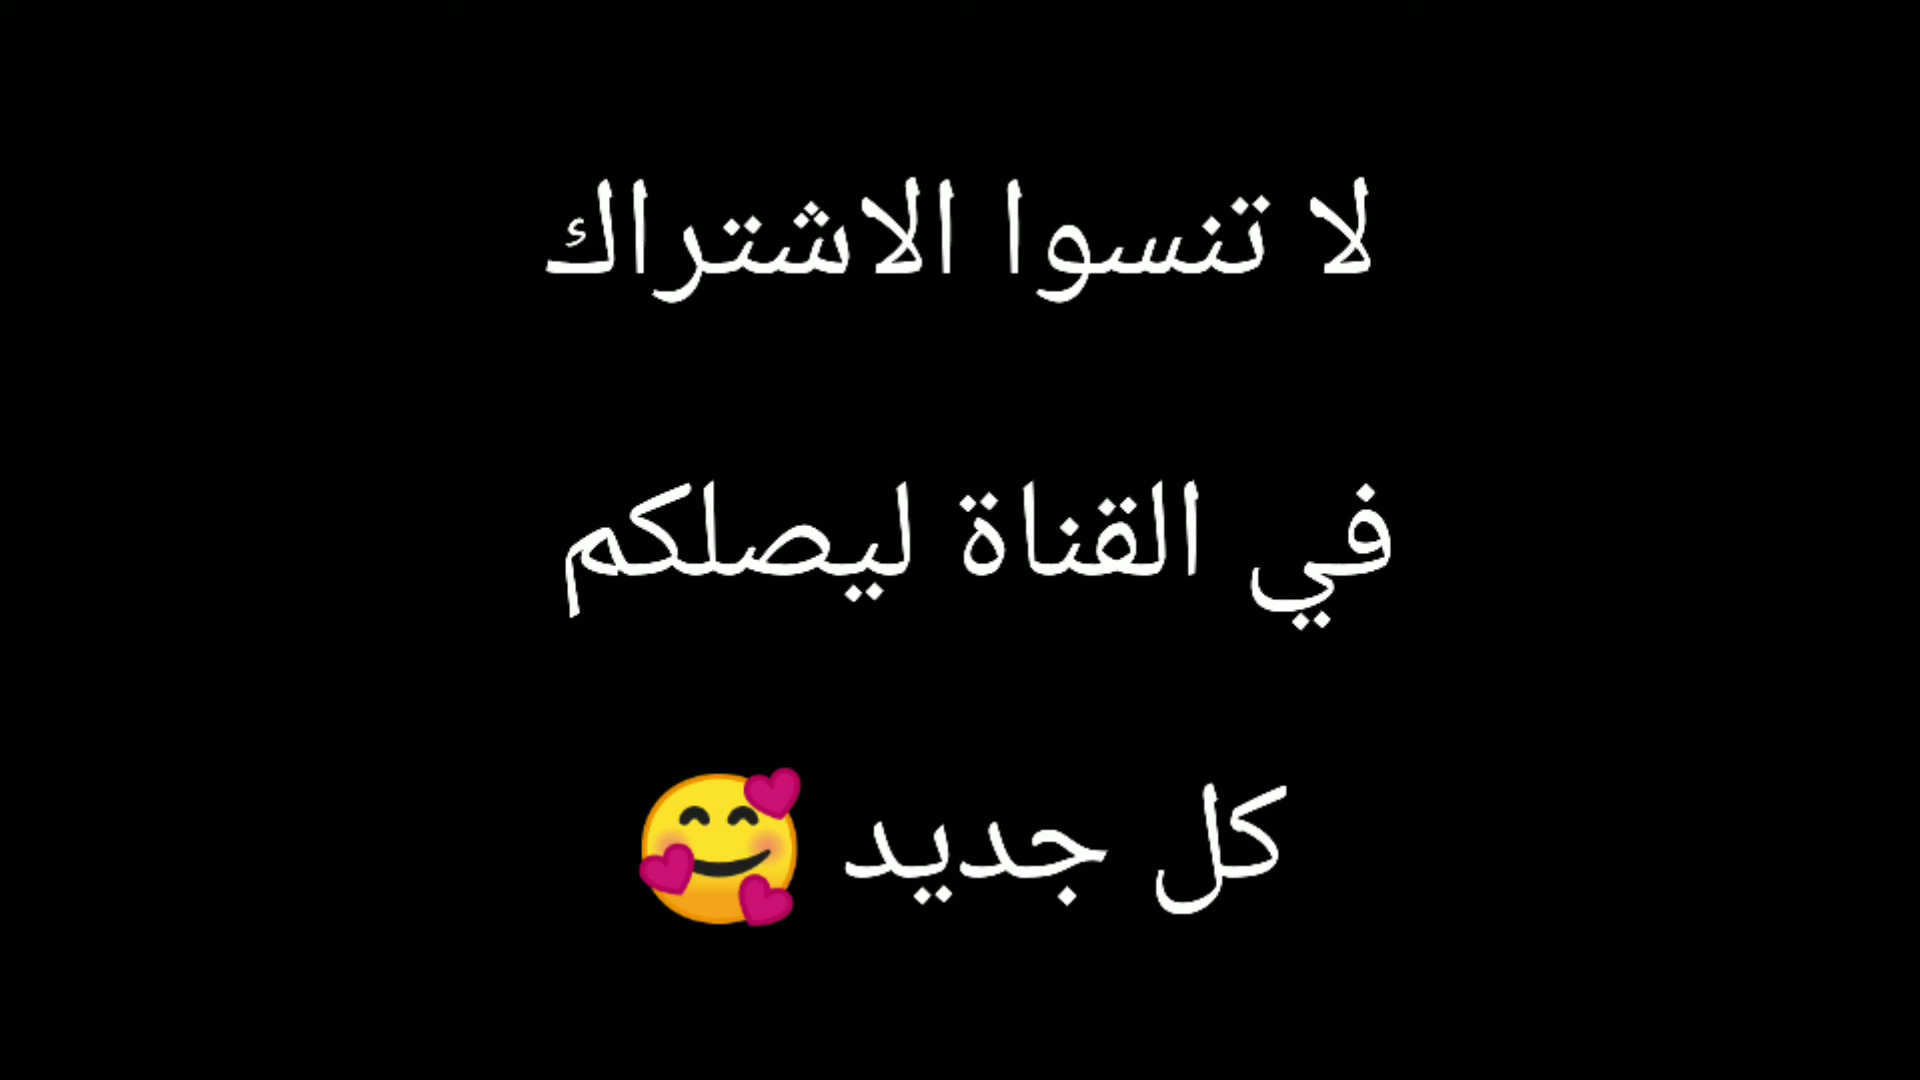 لا تنسوا الاشتراك
في القناة ليصلكم
كل جديد 🥰